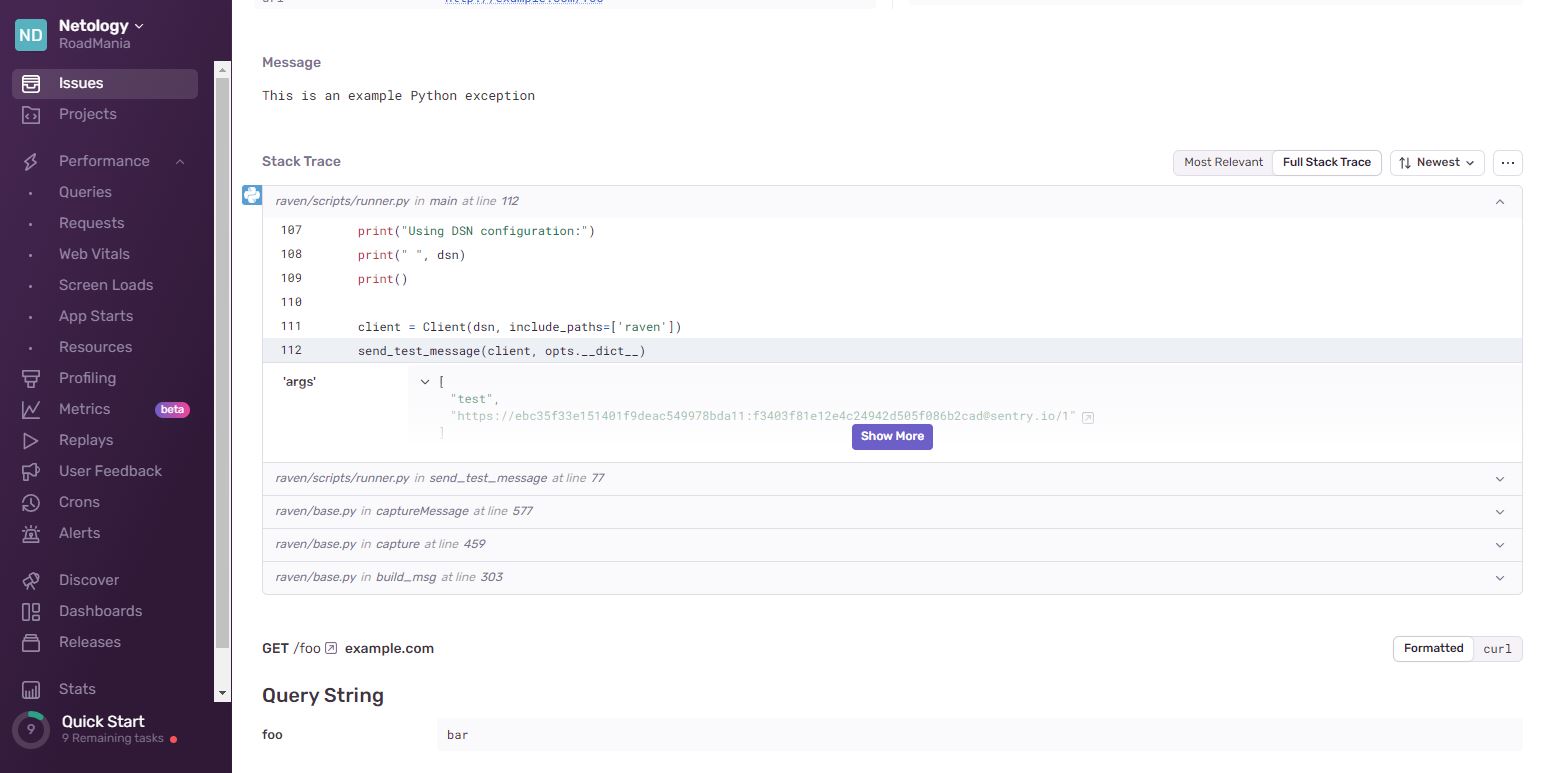 ND
Netology
RoadMania
Issues
Projects
Performance
Queries
Requests
Web Vitals
Screen Loads
App Starts
Resources
Profiling
Metrics beta
Replays
User Feedback
Crons
Alerts
Discover
Dashboards
Releases
Stats
9 Quick Start
9 Remaining tasks
Message
This is an example Python exception
Stack Trace
Most Relevant Full Stack Trace Newest ...
raven/scripts/runner.py in main at line 112
107 print("Using DSN configuration:")
108 print(" ", dsn)
109 print()
110
111 client = Client(dsn, include_paths=['raven'])
112 send_test_message(client, opts.__dict__)
'args' [
"test",
"https://ebc35f33e151401f9deac549978bda11:f3403f81e12e4c24942d505f086b2cad@sentry.io/1"
]
Show More
raven/scripts/runner.py in send_test_message at line 77
raven/base.py in captureMessage at line 577
raven/base.py in capture at line 459
raven/base.py in build_msg at line 303
GET /foo example.com
Formatted curl
Query String
foo bar